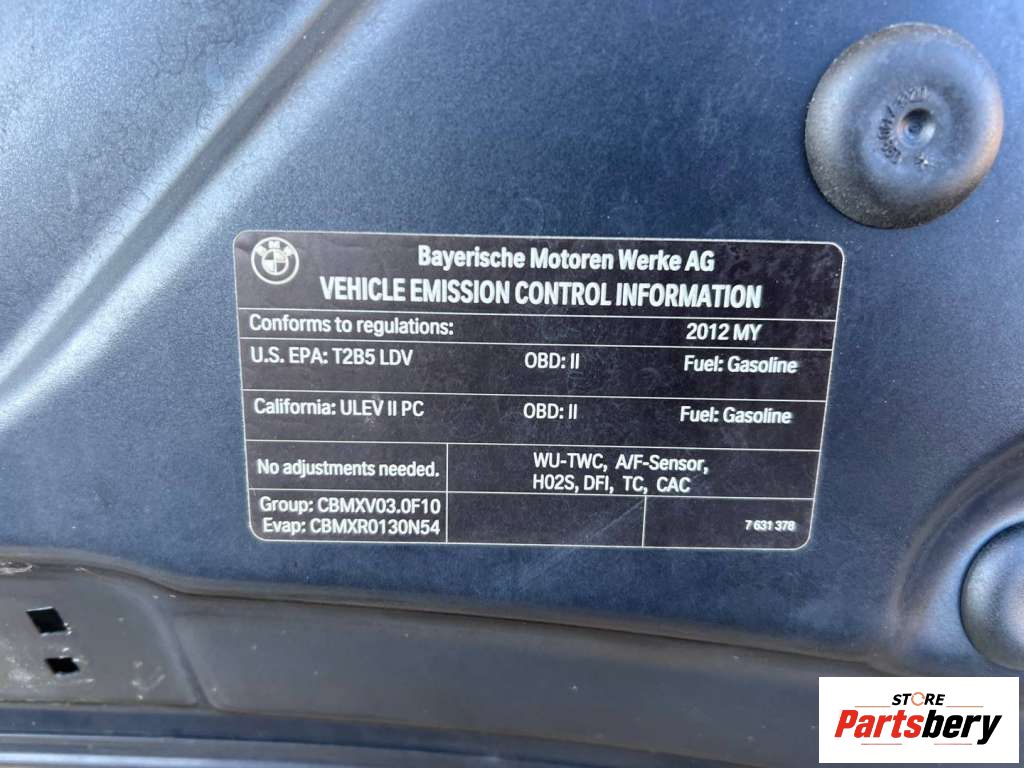 BMW
Bayerische Motoren Werke AG
VEHICLE EMISSION CONTROL INFORMATION
Conforms to regulations: 2012 MY
U.S. EPA: T2B5 LDV OBD: II Fuel: Gasoline
California: ULEV II PC OBD: II Fuel: Gasoline
No adjustments needed. WU-TWC, A/F-Sensor,
H02S, DFI, TC, CAC
Group: CBMXV03.0F10
Evap: CBMXR0130N54 7 631 378
STORE
Partsbery